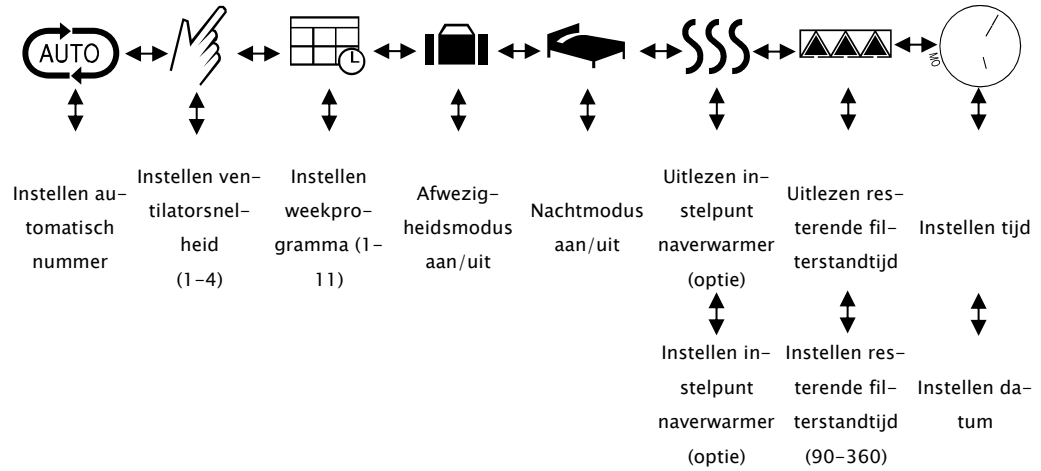 AUTO
MO
Instellen au-
tomatisch
nummer
Instellen ven-
tilatorsnel-
heid
(1-4)
Instellen
weekpro-
gramma (1-
11)
Afwezig-
heidsmodus
aan/uit
Nachtmodus
aan/uit
Uitlezen in-
stelpunt
naverwarmer
(optie)
Uitlezen res-
terende fil-
terstandtijd
Instellen tijd
Instellen in-
stelpunt
naverwarmer
(optie)
Instellen res-
terende fil-
terstandtijd
(90-360)
Instellen da-
tum